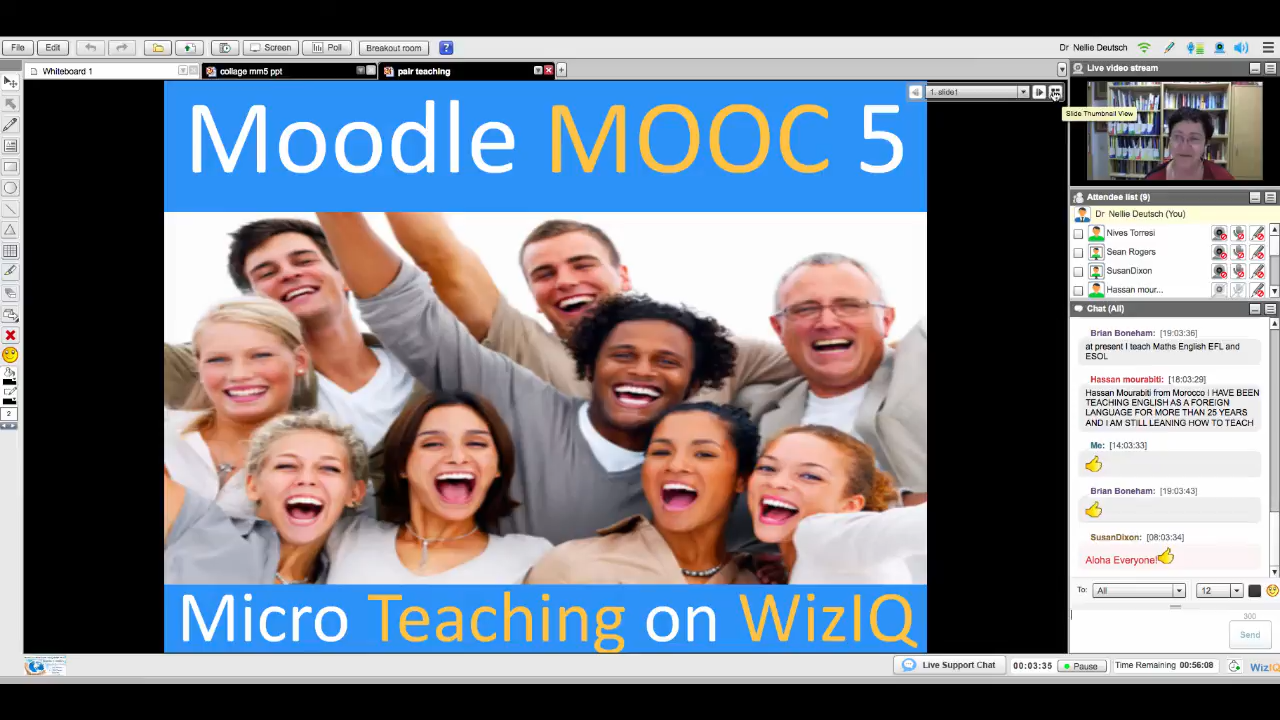 File
Edit
Screen
Poll
Breakout room
?
Dr Nellie Deutsch
Whiteboard 1
collage mm5 ppt
pair teaching
Live video stream
1. slide1
Slide Thumbnail View
Moodle MOOC 5
Micro Teaching on WizIQ
Attendee list (9)
Dr Nellie Deutsch (You)
Nives Torresi
Sean Rogers
SusanDixon
Hassan mour...
Chat (All)
Brian Boneham: [19:03:36]
at present I teach Maths English EFL and
ESOL
Hassan mourabiti: [18:03:29]
Hassan Mourabiti from Morocco I HAVE BEEN
TEACHING ENGLISH AS A FOREIGN
LANGUAGE FOR MORE THAN 25 YEARS
AND I AM STILL LEANING HOW TO TEACH
Me: [14:03:33]
Brian Boneham: [19:03:43]
SusanDixon: [08:03:34]
Aloha Everyone!
To: All 12
300
Send
2
Live Support Chat
00:03:35
Pause
Time Remaining 00:56:08
WizIQ